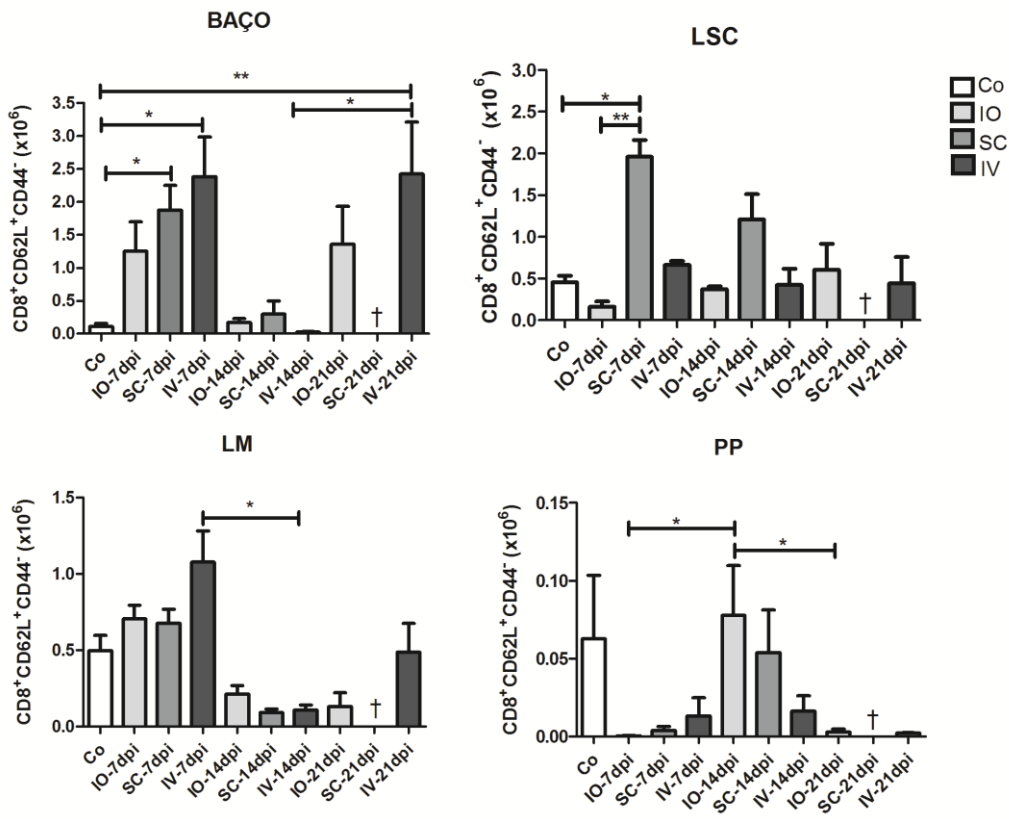 BAÇO
CD8+CD62L+CD44- (x10^6)
4.0
3.5
3.0
2.5
2.0
1.5
1.0
0.5
0.0
**
*
*
*
†
Co
IO-7dpi
SC-7dpi
IV-7dpi
IO-14dpi
SC-14dpi
IV-14dpi
IO-21dpi
SC-21dpi
IV-21dpi
LSC
CD8+CD62L+CD44- (x10^6)
3.0
2.5
2.0
1.5
1.0
0.5
0.0
*
**
†
Co
IO-7dpi
SC-7dpi
IV-7dpi
IO-14dpi
SC-14dpi
IV-14dpi
IO-21dpi
SC-21dpi
IV-21dpi
Co
IO
SC
IV
LM
CD8+CD62L+CD44- (x10^6)
1.5
1.0
0.5
0.0
*
†
Co
IO-7dpi
SC-7dpi
IV-7dpi
IO-14dpi
SC-14dpi
IV-14dpi
IO-21dpi
SC-21dpi
IV-21dpi
PP
CD8+CD62L+CD44- (x10^6)
0.15
0.10
0.05
0.00
*
*
†
Co
IO-7dpi
SC-7dpi
IV-7dpi
IO-14dpi
SC-14dpi
IV-14dpi
IO-21dpi
SC-21dpi
IV-21dpi